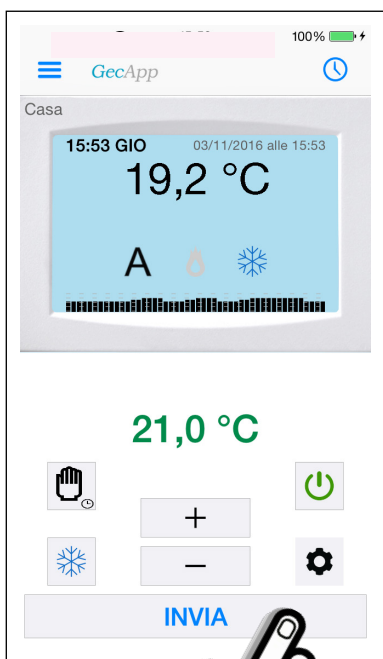 100%
GecApp
Casa
15:53 GIO 03/11/2016 alle 15:53
19,2 °C
A
21,0 °C
+
−
INVIA